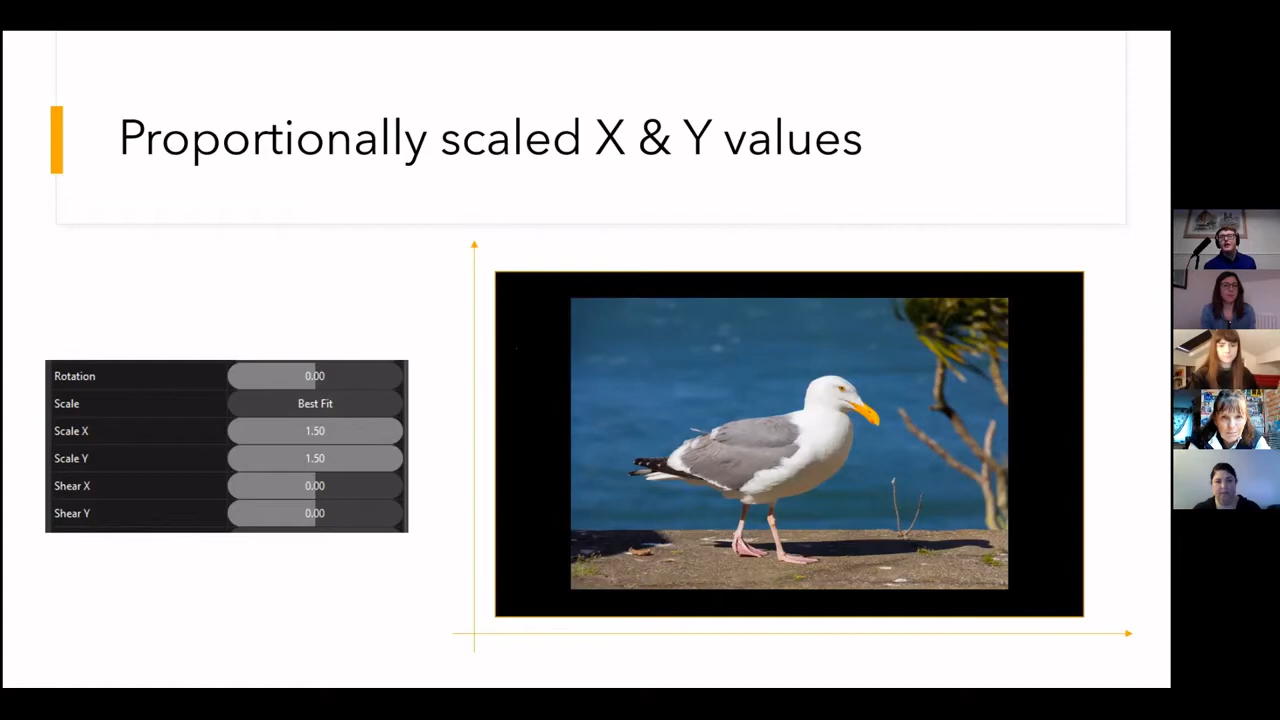 Proportionally scaled X & Y values
Rotation 0.00
Scale Best Fit
Scale X 1.50
Scale Y 1.50
Shear X 0.00
Shear Y 0.00